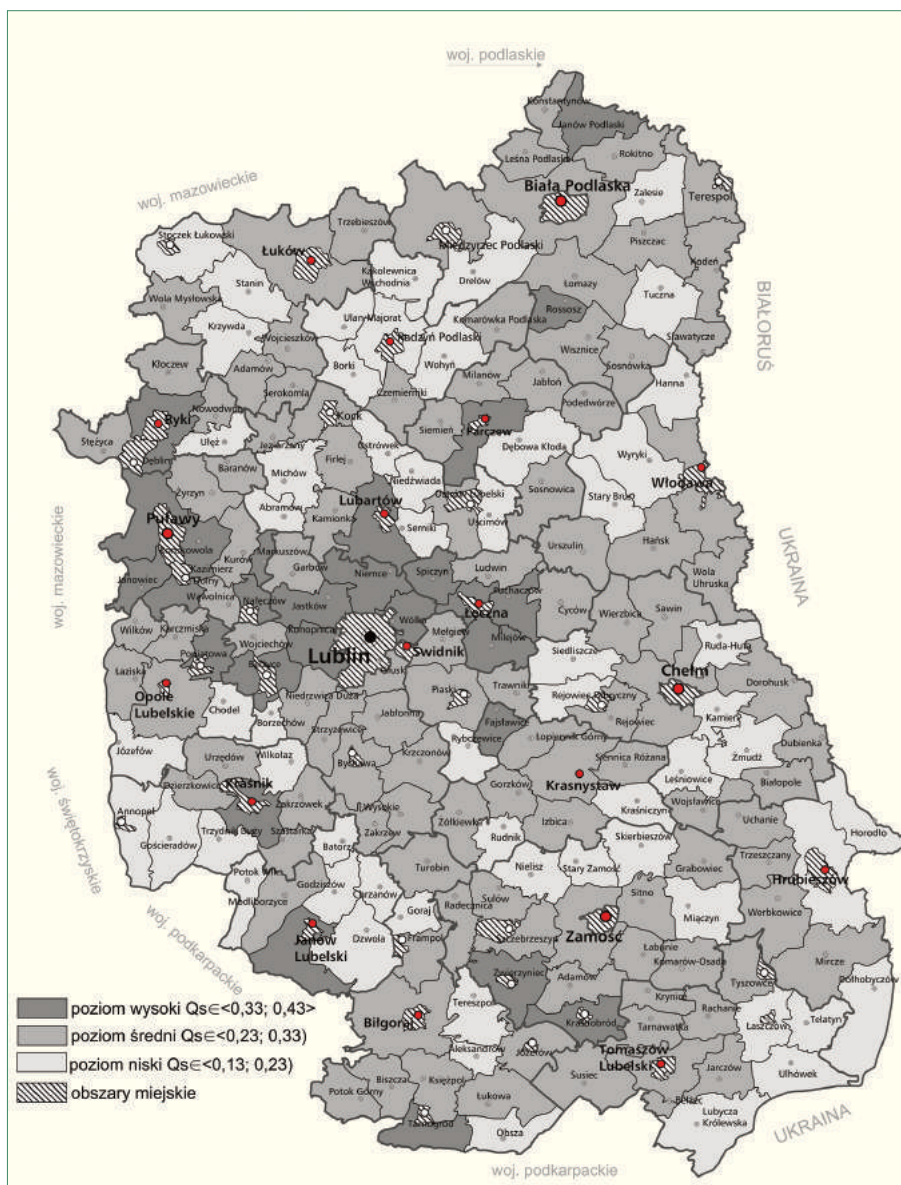 woj. podlaskie
Konstantynów
Janów Podlaski
Leśna Podlaska
Rokitno
woj. mazowieckie
Biała Podlaska
Zalesie
Terespol
Trzebieszów
Stoczek Łukowski
Międzyrzec Podlaski
Łuków
Piszczac
Kodeń
Kąkolewnica
Wschodnia
Drelów
Stanin
Łomazy
Tuczna
BIAŁORUŚ
Wola Mysłowska
Ulan-Majorat
Komarówka Podlaska
Rossosz
Krzywda
Wojcieszków
Radzyń Podlaski
Sławatycze
Wisznice
Sosnówka
Kłoczew
Adamów
Borki
Wohyń
Milanów
Jabłoń
Hanna
Serokomla
Czemierniki
Podedwórze
Nowodwór
Ryki
Kock
Parczew
Stężyca
Ułęż
Jeziorzany
Ostrówek
Siemień
Dębowa Kłoda
Wyryki
Dęblin
Baranów
Michów
Firlej
Niedźwiada
Włodawa
Żyrzyn
Lubartów
Ostrów Lubelski
Sosnowica
Stary Brus
Abramów
Kamionka
Uścimów
Puławy
Serniki
Hańsk
Końskowola
Markuszów
Urszulin
UKRAINA
woj. mazowieckie
Kurów
Garbów
Niemce
Spiczyn
Ludwin
Wola
Uhruska
Janowiec
Kazimierz
Dolny
Wąwolnica
Nałęczów
Jastków
Puchaczów
Cyców
Wierzbica
Sawin
Wilków
Karczmiska
Wojciechów
Konopnica
Wólka
Łęczna
Mełgiew
Milejów
Ruda-Huta
Poniatowa
Bełżyce
Lublin
Świdnik
Siedliszcze
Łaziska
Głusk
Chełm
Dorohusk
Opole
Lubelskie
Niedrzwica Duża
Piaski
Trawniki
Rejowiec Fabryczny
Chodel
Borzechów
Jabłonna
Fajsławice
Rejowiec
Kamień
Strzyżewice
Rybczewice
Łopiennik Górny
Józefów
Urzędów
Wilkołaz
Bychawa
Krzczonów
Siennica Różana
Żmudź
Dubienka
Leśniowice
Dzierzkowice
Kraśnik
Gorzków
Krasnystaw
Białopole
woj. świętokrzyskie
Annopol
Zakrzówek
Wysokie
Kraśniczyn
Wojsławice
Gościeradów
Trzydnik Duży
Szastarka
Zakrzew
Żółkiewka
Izbica
Uchanie
Horodło
Batorz
Rudnik
Skierbieszów
Potok Wlk.
Turobin
Nielisz
Stary Zamość
Grabowiec
Trzeszczany
Hrubieszów
Modliborzyce
Godziszów
Chrzanów
Radecznica
Sułów
Sitno
Goraj
Miączyn
Werbkowice
woj. podkarpackie
Janów
Lubelski
Dzwola
Frampol
Szczebrzeszyn
Zamość
Łabunie
Komarów-Osada
Mircze
Zwierzyniec
Adamów
Tyszowce
Dołhobyczów
poziom wysoki Qs∈<0,33; 0,43>
Tereszpol
Krynice
Rachanie
poziom średni Qs∈<0,23; 0,33)
Biłgoraj
Krasnobród
Tarnawatka
Łaszczów
Telatyn
poziom niski Qs∈<0,13; 0,23)
Aleksandrów
Józefów
Tomaszów
Lubelski
obszary miejskie
Biszcza
Księżpol
Susiec
Jarczów
Ulhówek
Potok Górny
Łukowa
Bełżec
Tarnogród
Obsza
Lubycza
Królewska
UKRAINA
woj. podkarpackie